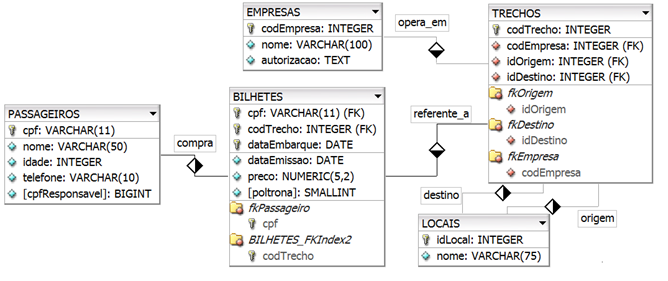 EMPRESAS
codEmpresa: INTEGER
nome: VARCHAR(100)
autorizacao: TEXT
opera_em
TRECHOS
codTrecho: INTEGER
codEmpresa: INTEGER (FK)
idOrigem: INTEGER (FK)
idDestino: INTEGER (FK)
fkOrigem
idOrigem
fkDestino
idDestino
fkEmpresa
codEmpresa
PASSAGEIROS
cpf: VARCHAR(11)
nome: VARCHAR(50)
idade: INTEGER
telefone: VARCHAR(10)
[cpfResponsavel]: BIGINT
compra
BILHETES
cpf: VARCHAR(11) (FK)
codTrecho: INTEGER (FK)
dataEmbarque: DATE
dataEmissao: DATE
preco: NUMERIC(5,2)
[poltrona]: SMALLINT
fkPassageiro
cpf
BILHETES_FKIndex2
codTrecho
referente_a
destino
origem
LOCAIS
idLocal: INTEGER
nome: VARCHAR(75)